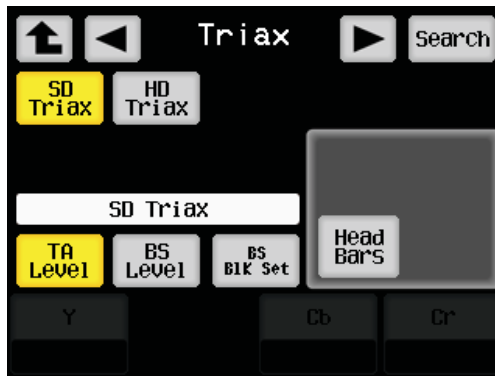 Triax
Search
SD Triax
HD Triax
SD Triax
TA Level
BS Level
BS Blk Set
Head Bars
Y
Cb
Cr